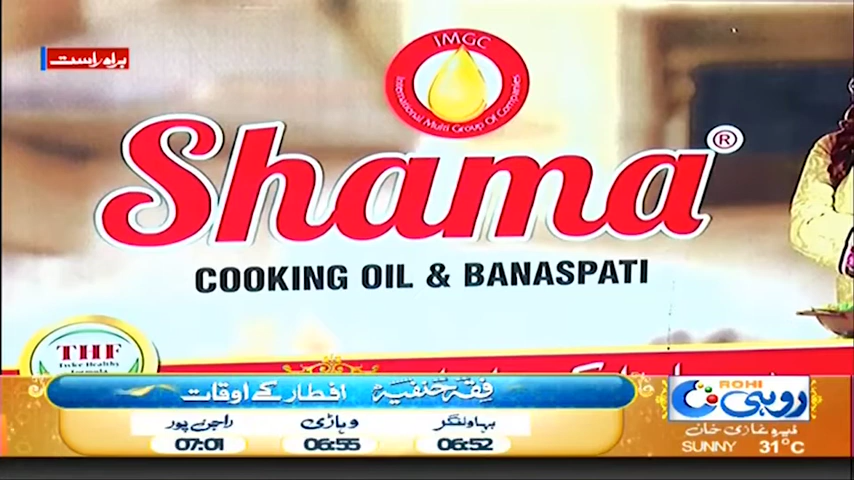 براہ راست
IMGC
International Multi Group Of Companies
Shama®
COOKING OIL & BANASPATI
THF
فقہ حنفیہ افطار کے اوقات
بہاولنگر وہاڑی راجن پور
06:52 06:55 07:01
ROHI
روہی
ڈیرہ غازی خان
SUNNY 31°C